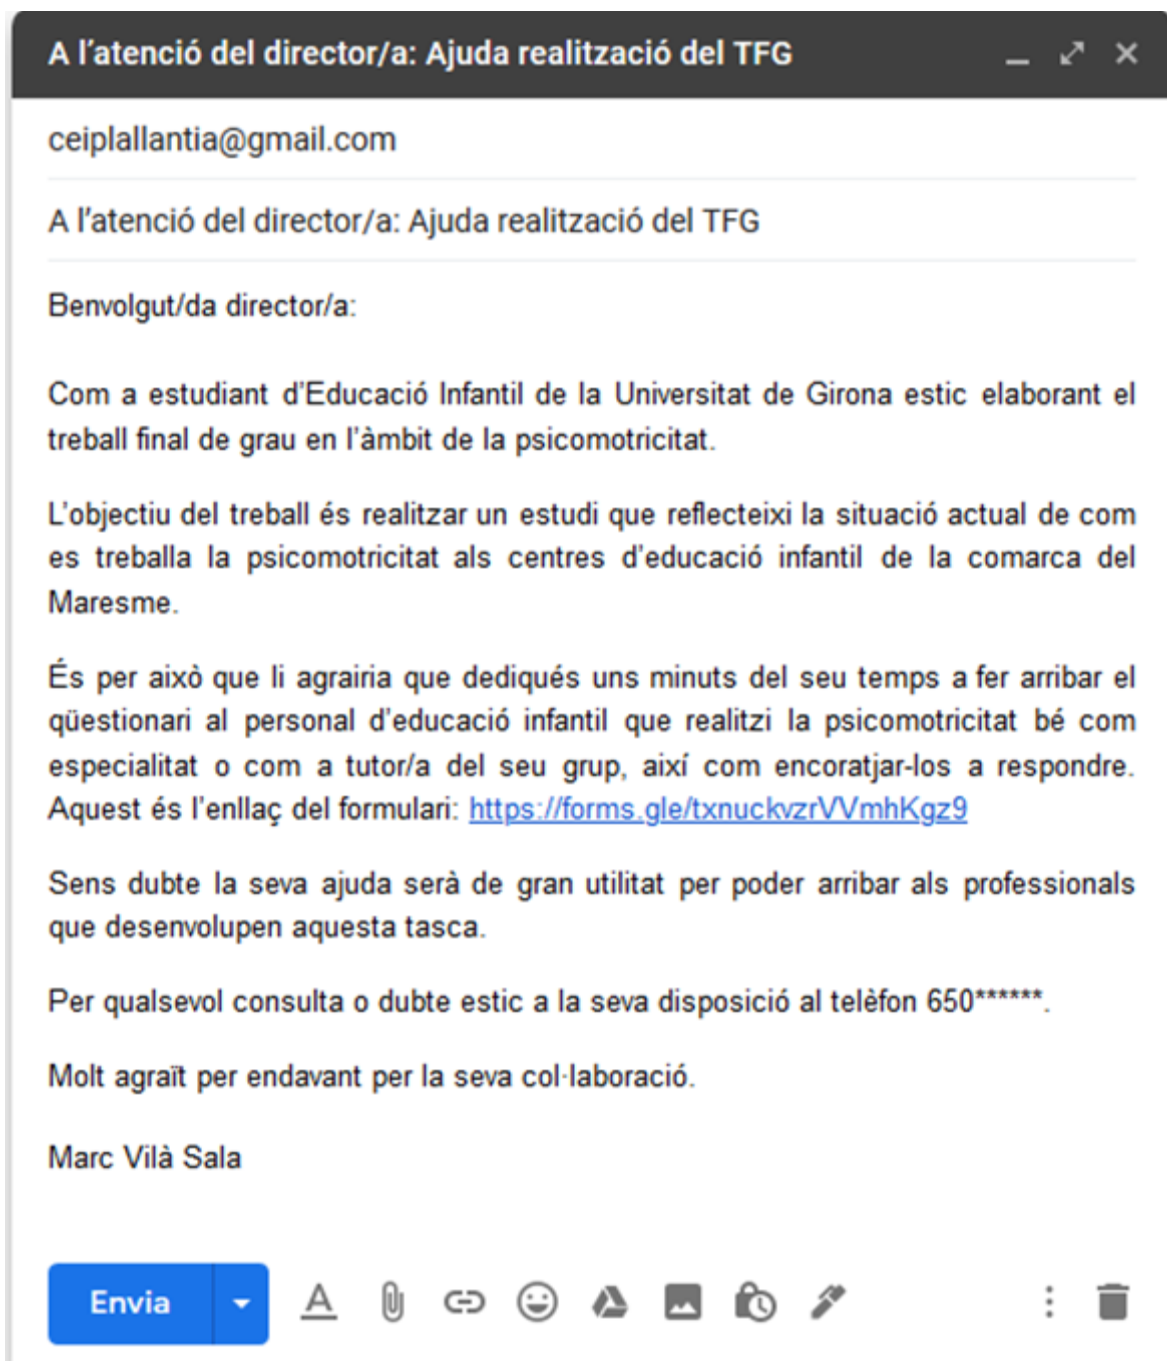 A l'atenció del director/a: Ajuda realització del TFG
ceiplallantia@gmail.com
A l'atenció del director/a: Ajuda realització del TFG
Benvolgut/da director/a:
Com a estudiant d'Educació Infantil de la Universitat de Girona estic elaborant el
treball final de grau en l'àmbit de la psicomotricitat.
L'objectiu del treball és realitzar un estudi que reflecteixi la situació actual de com
es treballa la psicomotricitat als centres d'educació infantil de la comarca del
Maresme.
És per això que li agrairia que dediqués uns minuts del seu temps a fer arribar el
qüestionari al personal d'educació infantil que realitzi la psicomotricitat bé com
especialitat o com a tutor/a del seu grup, així com encoratjar-los a respondre.
Aquest és l'enllaç del formulari: https://forms.gle/txnuckvzrVVmhKgz9
Sens dubte la seva ajuda serà de gran utilitat per poder arribar als professionals
que desenvolupen aquesta tasca.
Per qualsevol consulta o dubte estic a la seva disposició al telèfon 650******.
Molt agraït per endavant per la seva col·laboració.
Marc Vilà Sala
Envia